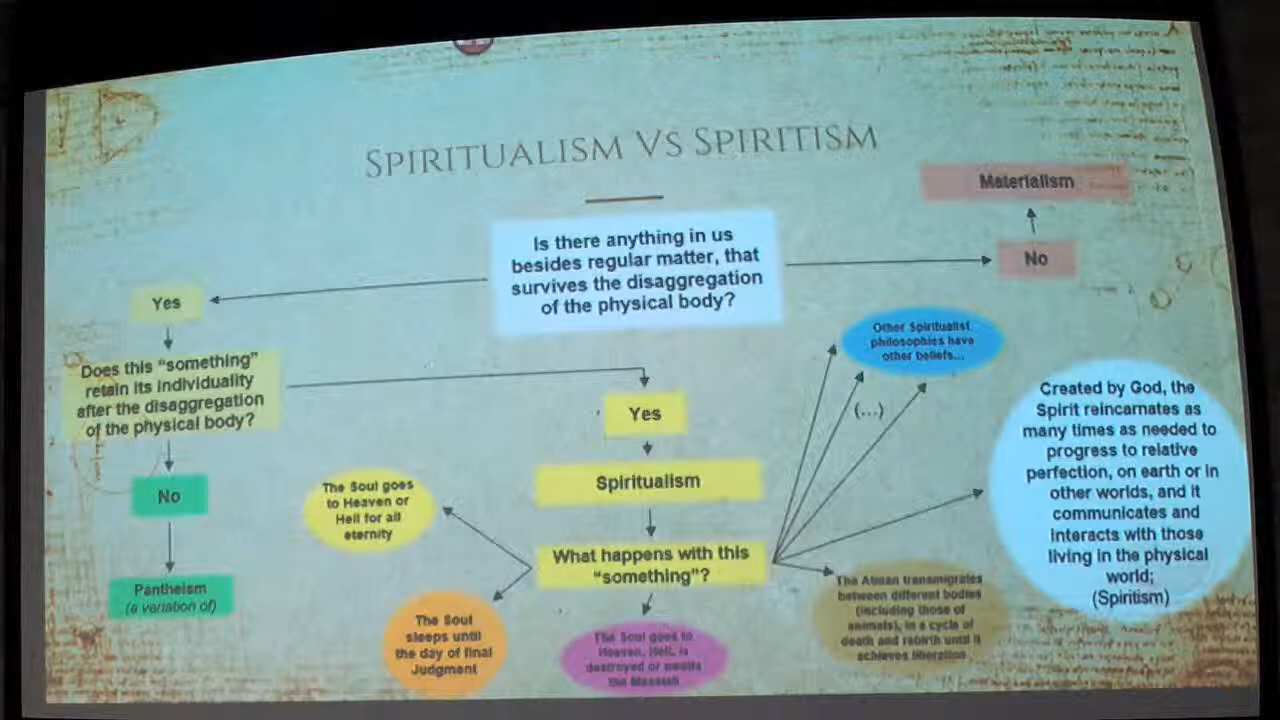 SPIRITUALISM VS SPIRITISM
Materialism
Is there anything in us
besides regular matter, that
survives the disaggregation
of the physical body?
No
Yes
Does this “something”
retain its individuality
after the disaggregation
of the physical body?
Other Spiritualist
philosophies have
other beliefs...
(...)
Yes
Spiritualism
No
The Soul goes
to Heaven or
Hell for all
eternity
What happens with this
“something”?
Pantheism
(a variation of)
The Soul
sleeps until
the day of final
Judgment
The Soul goes to
Heaven, Hell, is
destroyed or awaits
the Messiah
The Atman transmigrates
between different bodies
(including those of
animals), in a cycle of
death and rebirth until it
achieves liberation
Created by God, the
Spirit reincarnates as
many times as needed to
progress to relative
perfection, on earth or in
other worlds, and it
communicates and
interacts with those
living in the physical
world;
(Spiritism)